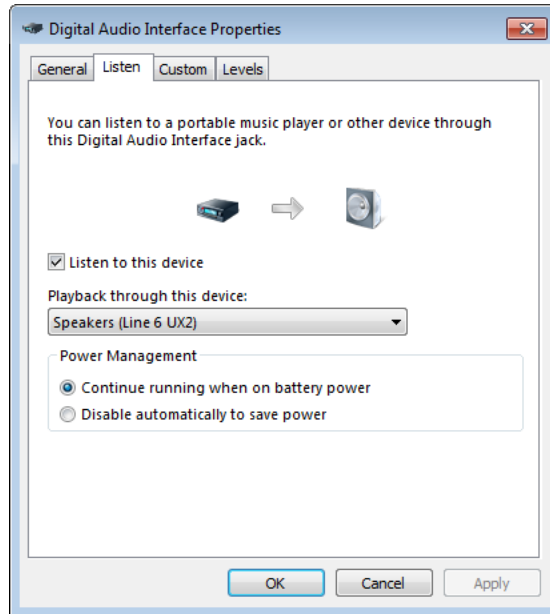 Digital Audio Interface Properties
General Listen Custom Levels
You can listen to a portable music player or other device through
this Digital Audio Interface jack.
Listen to this device
Playback through this device:
Speakers (Line 6 UX2)
Power Management
Continue running when on battery power
Disable automatically to save power
OK Cancel Apply